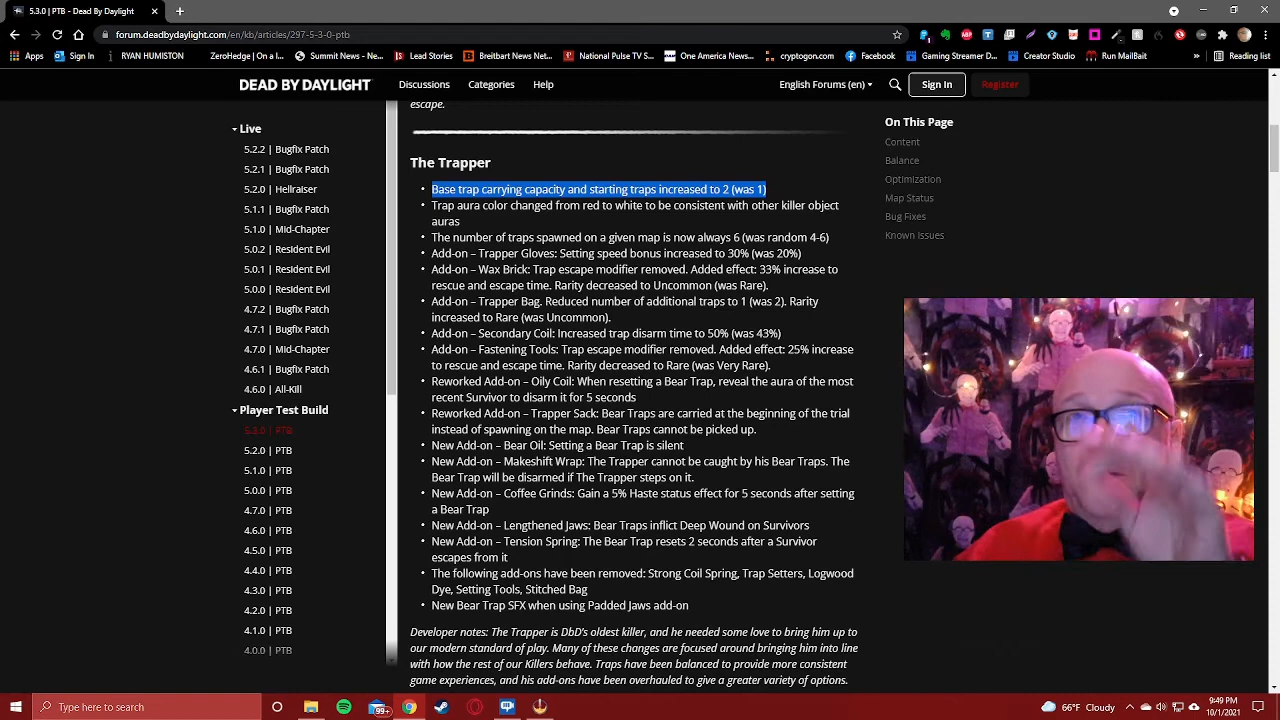 5.3.0 | PTB - Dead By Daylight
forum.deadbydaylight.com/en/kb/articles/297-5-3-0-ptb
Apps
Sign In
RYAN HUMISTON
ZeroHedge | On a lo...
Summit News - Ne...
Lead Stories
Breitbart News Net...
National Pulse TV S...
One America News...
cryptogon.com
Facebook
Gaming Streamer D...
Creator Studio
Run MailBait
»
Reading list
DEAD BY DAYLIGHT
Discussions
Categories
Help
English Forums (en)
Sign In
Register
Live
5.2.2 | Bugfix Patch
5.2.1 | Bugfix Patch
5.2.0 | Hellraiser
5.1.1 | Bugfix Patch
5.1.0 | Mid-Chapter
5.0.2 | Resident Evil
5.0.1 | Resident Evil
5.0.0 | Resident Evil
4.7.2 | Bugfix Patch
4.7.1 | Bugfix Patch
4.7.0 | Mid-Chapter
4.6.1 | Bugfix Patch
4.6.0 | All-Kill
Player Test Build
5.3.0 | PTB
5.2.0 | PTB
5.1.0 | PTB
5.0.0 | PTB
4.7.0 | PTB
4.6.0 | PTB
4.5.0 | PTB
4.4.0 | PTB
4.3.0 | PTB
4.2.0 | PTB
4.1.0 | PTB
4.0.0 | PTB
escape.
The Trapper
• Base trap carrying capacity and starting traps increased to 2 (was 1)
• Trap aura color changed from red to white to be consistent with other killer object
auras
• The number of traps spawned on a given map is now always 6 (was random 4-6)
• Add-on – Trapper Gloves: Setting speed bonus increased to 30% (was 20%)
• Add-on – Wax Brick: Trap escape modifier removed. Added effect: 33% increase to
rescue and escape time. Rarity decreased to Uncommon (was Rare).
• Add-on – Trapper Bag. Reduced number of additional traps to 1 (was 2). Rarity
increased to Rare (was Uncommon).
• Add-on – Secondary Coil: Increased trap disarm time to 50% (was 43%)
• Add-on – Fastening Tools: Trap escape modifier removed. Added effect: 25% increase
to rescue and escape time. Rarity decreased to Rare (was Very Rare).
• Reworked Add-on – Oily Coil: When resetting a Bear Trap, reveal the aura of the most
recent Survivor to disarm it for 5 seconds
• Reworked Add-on – Trapper Sack: Bear Traps are carried at the beginning of the trial
instead of spawning on the map. Bear Traps cannot be picked up.
• New Add-on – Bear Oil: Setting a Bear Trap is silent
• New Add-on – Makeshift Wrap: The Trapper cannot be caught by his Bear Traps. The
Bear Trap will be disarmed if The Trapper steps on it.
• New Add-on – Coffee Grinds: Gain a 5% Haste status effect for 5 seconds after setting
a Bear Trap
• New Add-on – Lengthened Jaws: Bear Traps inflict Deep Wound on Survivors
• New Add-on – Tension Spring: The Bear Trap resets 2 seconds after a Survivor
escapes from it
• The following add-ons have been removed: Strong Coil Spring, Trap Setters, Logwood
Dye, Setting Tools, Stitched Bag
• New Bear Trap SFX when using Padded Jaws add-on
Developer notes: The Trapper is DbD's oldest killer, and he needed some love to bring him up to
our modern standard of play. Many of these changes are focused around bringing him into line
with how the rest of our Killers behave. Traps have been balanced to provide more consistent
game experiences, and his add-ons have been overhauled to give a greater variety of options.
On This Page
Content
Balance
Optimization
Map Status
Bug Fixes
Known Issues
Type here to search
99+
66°F Cloudy
9:49 PM
10/1/2021